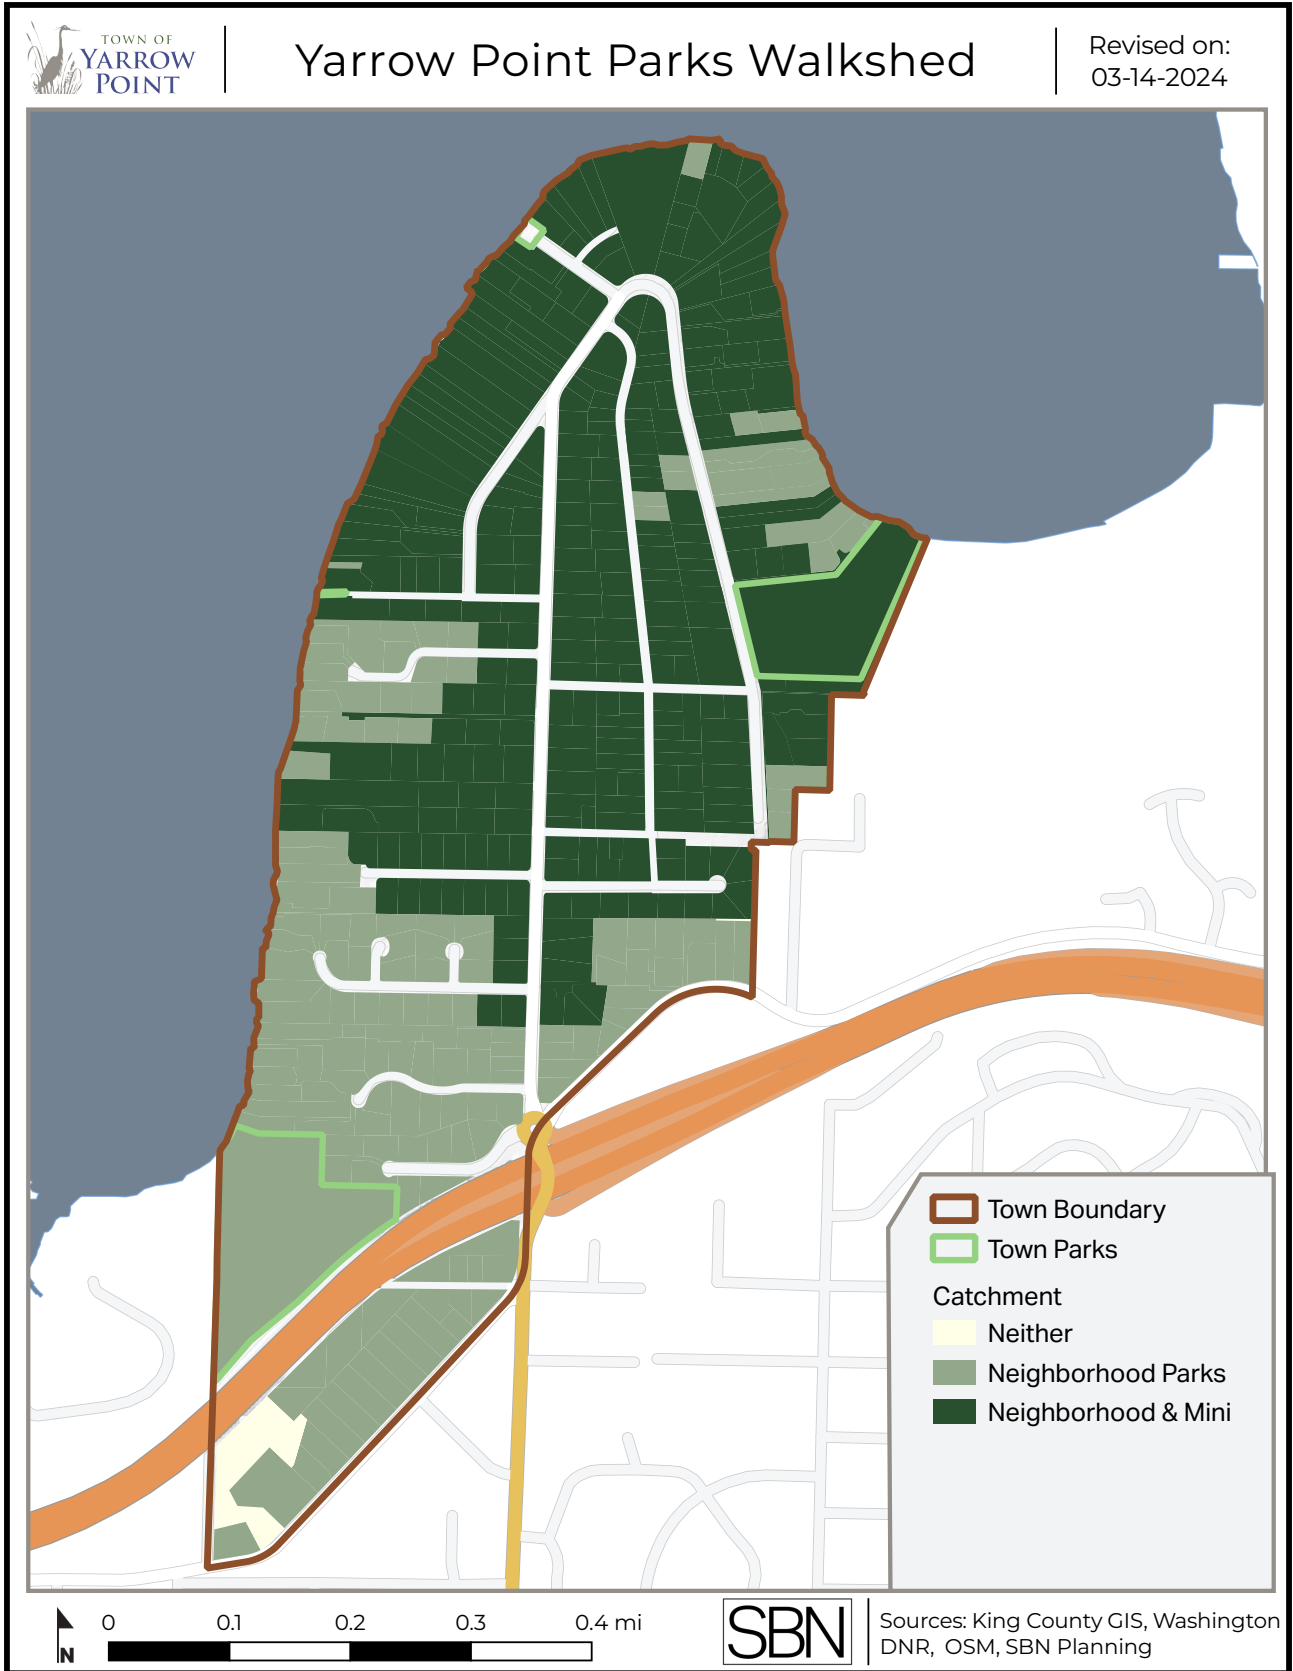 TOWN OF
YARROW
POINT
Yarrow Point Parks Walkshed
Revised on:
03-14-2024
Town Boundary
Town Parks
Catchment
Neither
Neighborhood Parks
Neighborhood & Mini
N
0 0.1 0.2 0.3 0.4 mi
SBN
Sources: King County GIS, Washington
DNR, OSM, SBN Planning